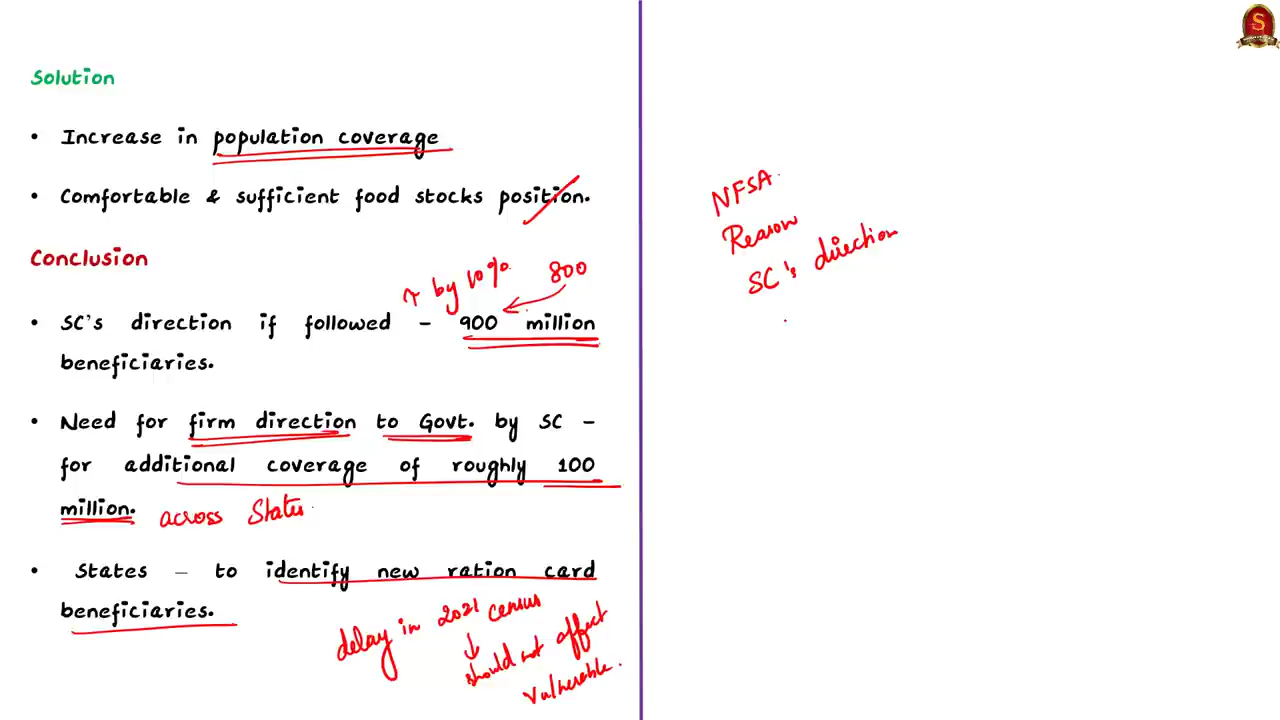 Solution
• Increase in population coverage
• Comfortable & sufficient food stocks position.
Conclusion
↑ by 10% 800
• SC's direction if followed – 900 million
beneficiaries.
• Need for firm direction to Govt. by SC –
for additional coverage of roughly 100
million. across States
• States – to identify new ration card
beneficiaries.
delay in 2021 census
↓
should not affect
vulnerable.
NFSA
Reason
SC's direction
S